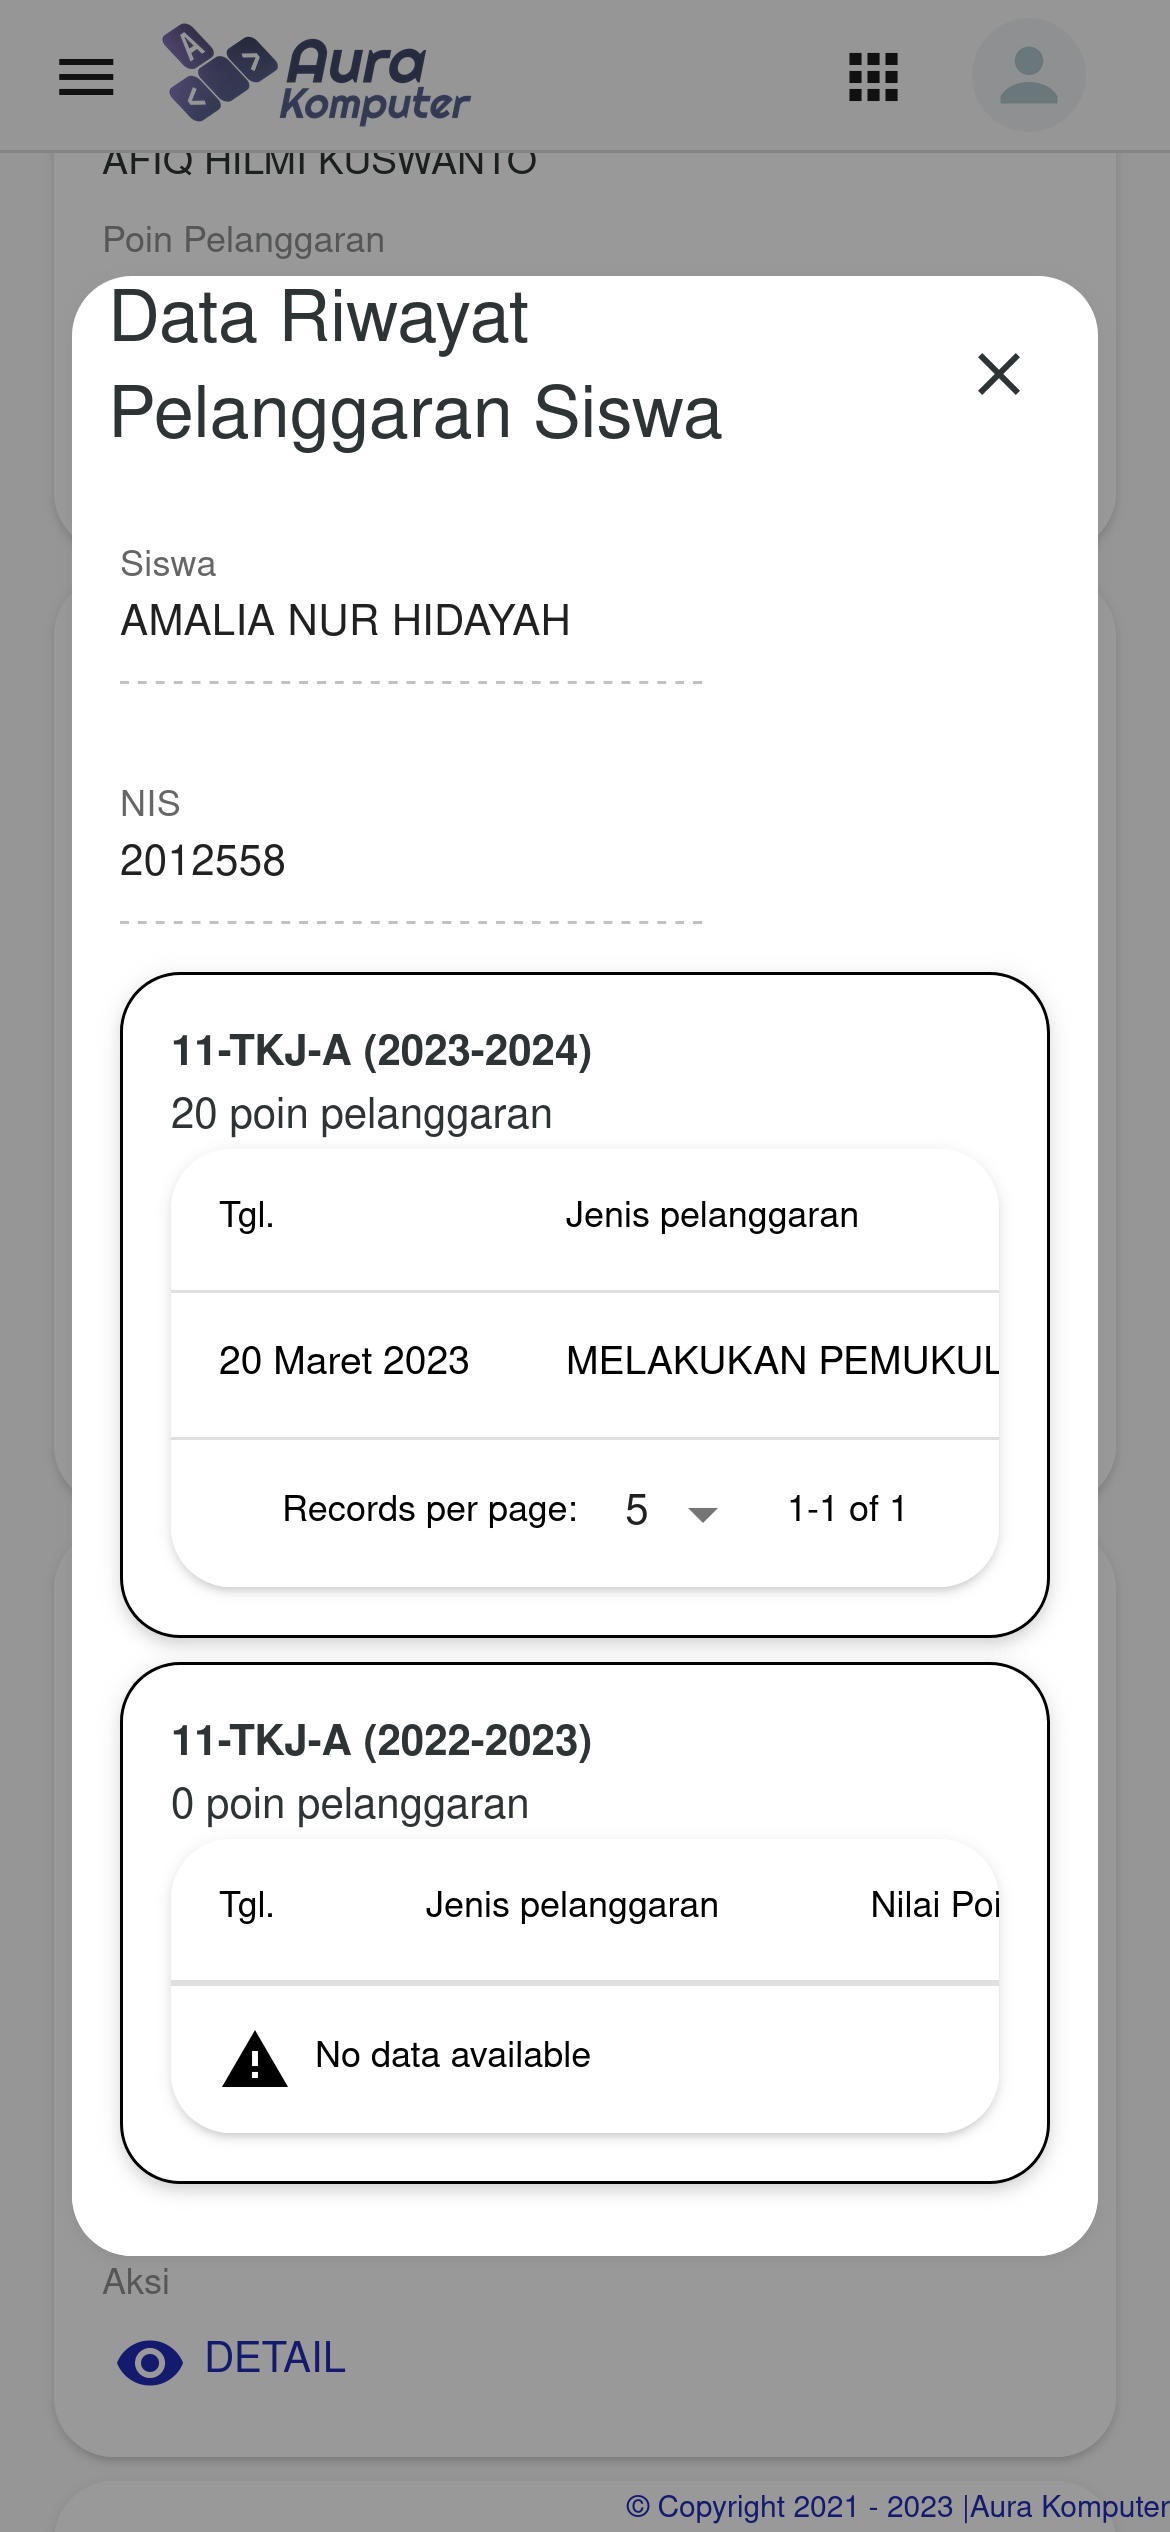 Aura
Komputer
AFIQ HILMI KUSWANTO
Poin Pelanggaran
Data Riwayat
Pelanggaran Siswa
Siswa
AMALIA NUR HIDAYAH
NIS
2012558
11-TKJ-A (2023-2024)
20 poin pelanggaran
Tgl. Jenis pelanggaran
20 Maret 2023 MELAKUKAN PEMUKUL
Records per page: 5 1-1 of 1
11-TKJ-A (2022-2023)
0 poin pelanggaran
Tgl. Jenis pelanggaran Nilai Poi
No data available
Aksi
DETAIL
© Copyright 2021 - 2023 |Aura Komputer